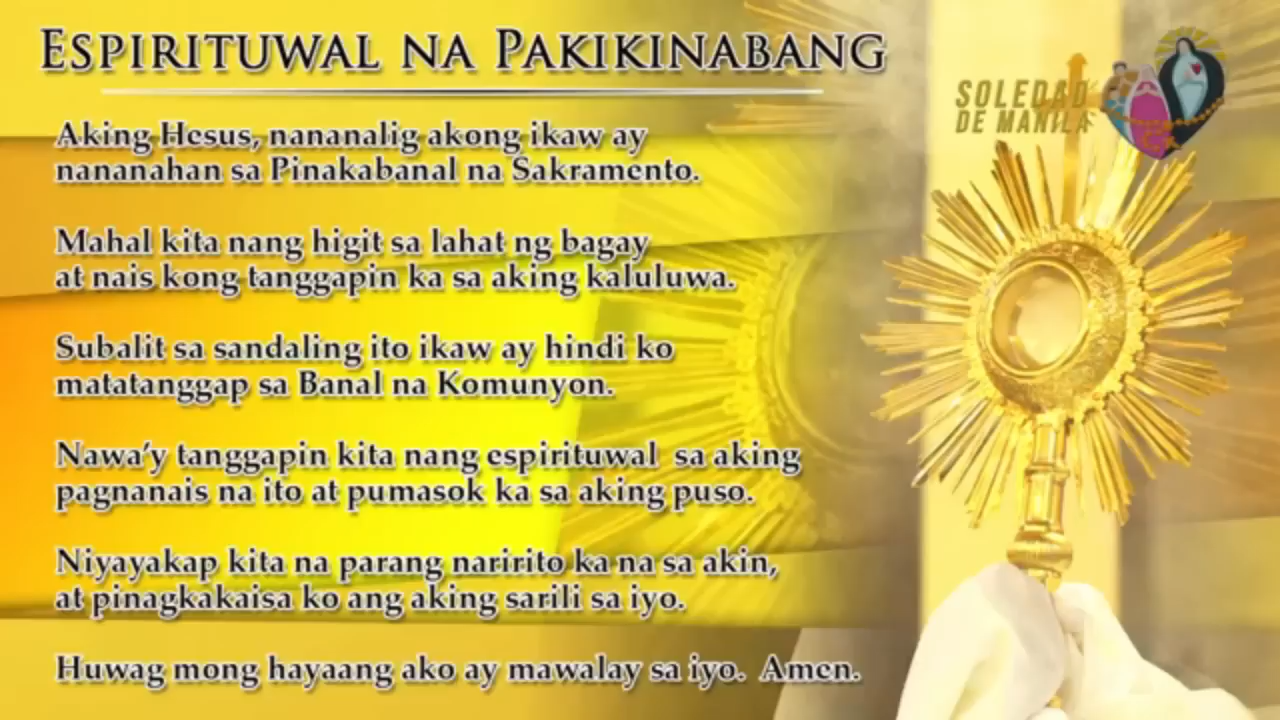 ESPIRITUWAL NA PAKIKINABANG
SOLEDAD
DE MANILA
Aking Hesus, nananalig akong ikaw ay
nananahan sa Pinakabanal na Sakramento.
Mahal kita nang higit sa lahat ng bagay
at nais kong tanggapin ka sa aking kaluluwa.
Subalit sa sandaling ito ikaw ay hindi ko
matatanggap sa Banal na Komunyon.
Nawa'y tanggapin kita nang espirituwal sa aking
pagnanais na ito at pumasok ka sa aking puso.
Niyayakap kita na parang naririto ka na sa akin,
at pinagkakaisa ko ang aking sarili sa iyo.
Huwag mong hayaang ako ay mawalay sa iyo. Amen.